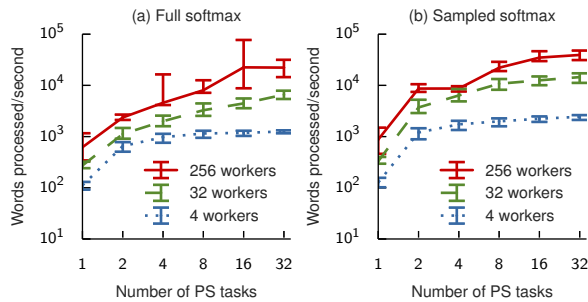 (a) Full softmax
Words processed/second
10^5
10^4
10^3
10^2
10^1
256 workers
32 workers
4 workers
1 2 4 8 16 32
Number of PS tasks
(b) Sampled softmax
Words processed/second
10^5
10^4
10^3
10^2
10^1
256 workers
32 workers
4 workers
1 2 4 8 16 32
Number of PS tasks